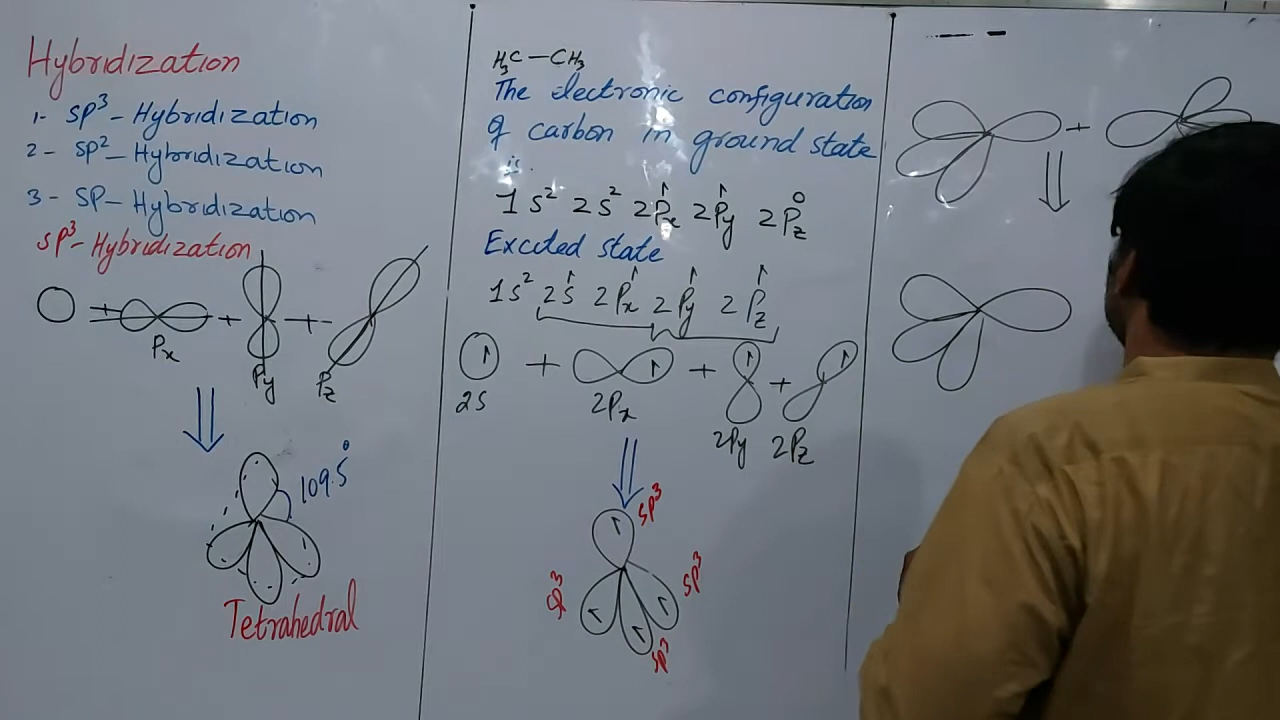 Hybridization
1- SP³-Hybridization
2- SP²-Hybridization
3- SP-Hybridization
SP³-Hybridization
+ + +
Px
Py
Pz
109.5°
Tetrahedral
H₃C-CH₃
The electronic configuration
of carbon in ground state
is.
1S² 2S² 2Px↑ 2Py↑ 2Pz⁰
Excited state
1S² 2S↑ 2Px↑ 2Py↑ 2Pz↑
↑ + ↑ + ↑ + ↑
2S
2Px
2Py
2Pz
SP³
SP³
SP³
SP³
+